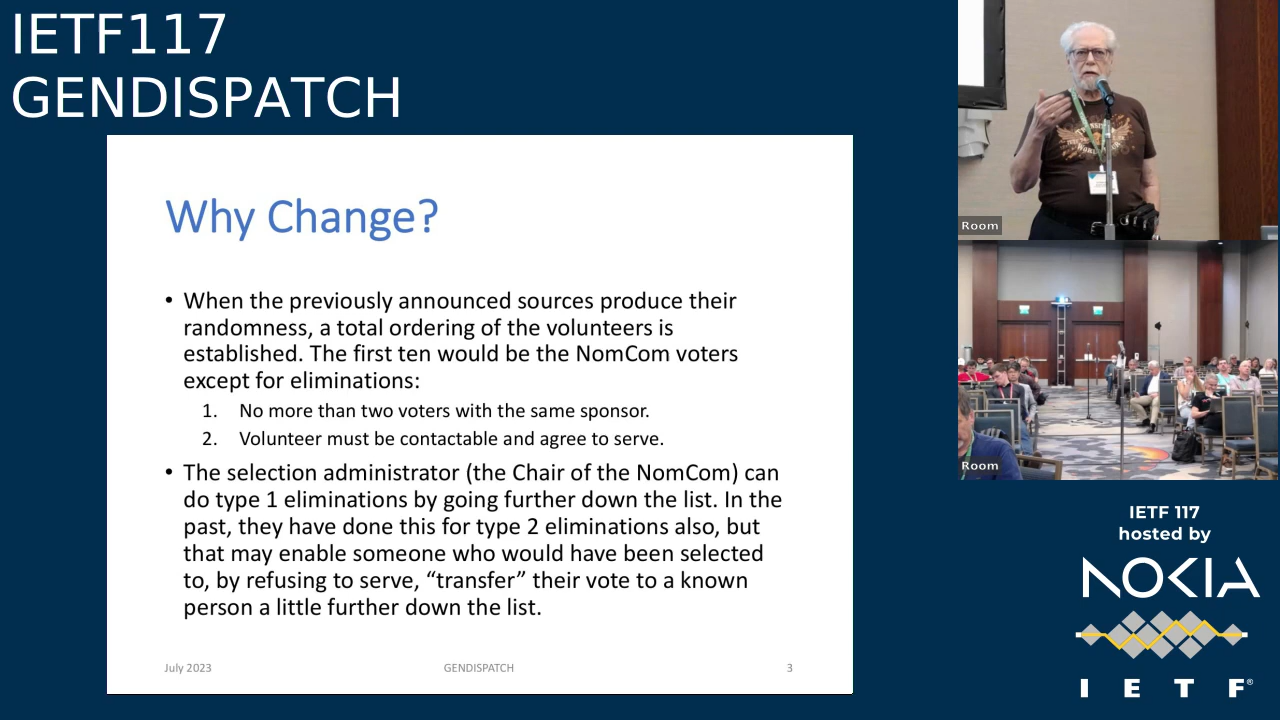 IETF117
GENDISPATCH
Why Change?
• When the previously announced sources produce their
randomness, a total ordering of the volunteers is
established. The first ten would be the NomCom voters
except for eliminations:
1. No more than two voters with the same sponsor.
2. Volunteer must be contactable and agree to serve.
• The selection administrator (the Chair of the NomCom) can
do type 1 eliminations by going further down the list. In the
past, they have done this for type 2 eliminations also, but
that may enable someone who would have been selected
to, by refusing to serve, “transfer” their vote to a known
person a little further down the list.
July 2023 GENDISPATCH 3
Room
Room
IETF 117
hosted by
NOKIA
I E T F®